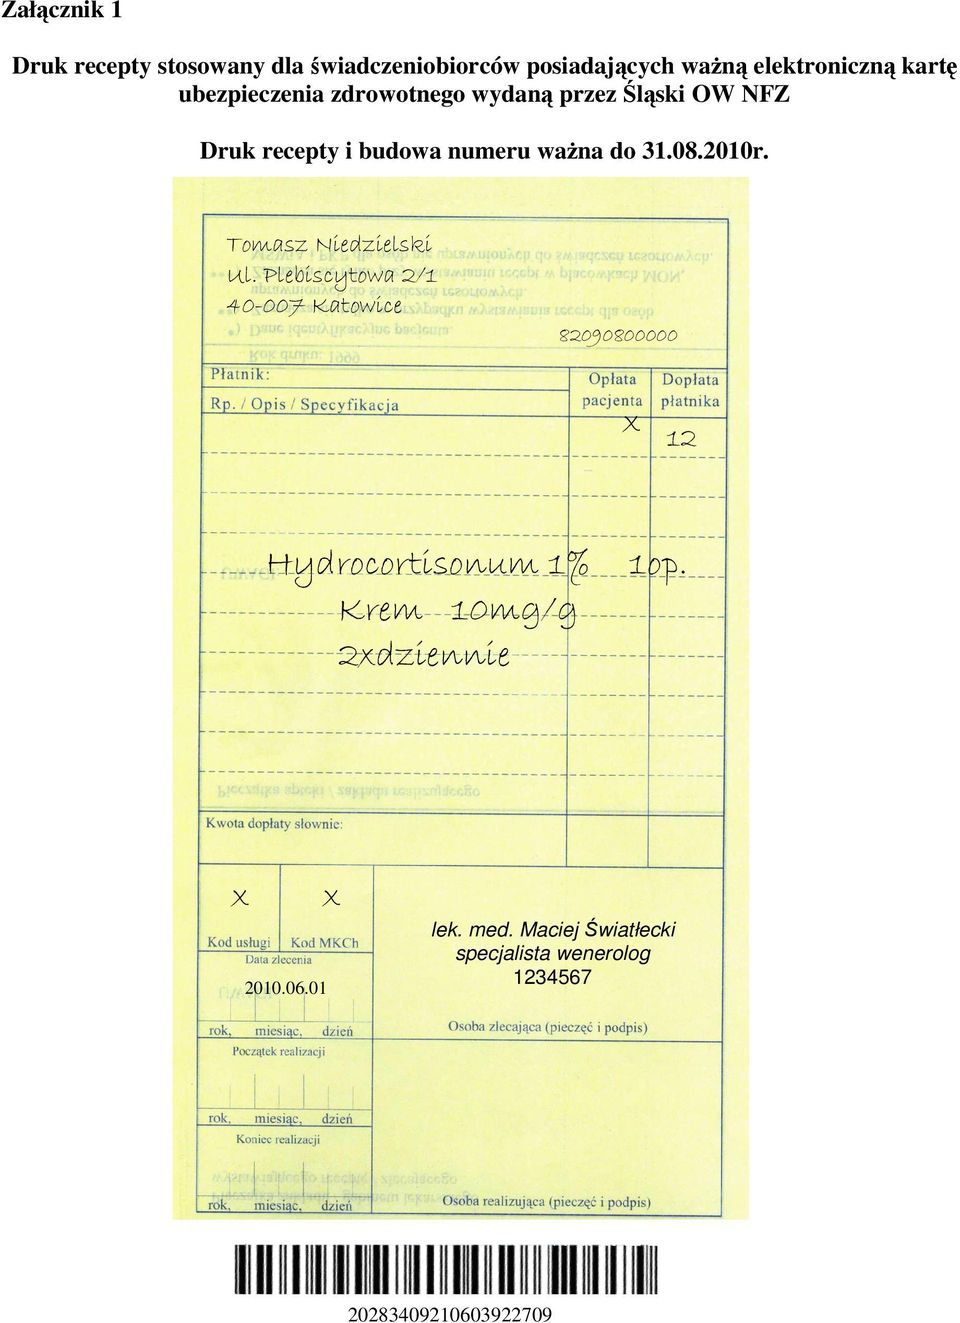 Załącznik 1
Druk recepty stosowany dla świadczeniobiorców posiadających ważną elektroniczną kartę
ubezpieczenia zdrowotnego wydaną przez Śląski OW NFZ
Druk recepty i budowa numeru ważna do 31.08.2010r.
Tomasz Niedzielski
ul. Plebiscytowa 2/1
40-007 Katowice
82090800000
Płatnik:
Opłata pacjenta
Dopłata płatnika
Rp. / Opis / Specyfikacja
X
12
Hydrocortisonum 1% 1op.
Krem 10mg/g
2xdziennie
Kwota dopłaty słownie:
X X
Kod usługi Kod MKCh
lek. med. Maciej Światłecki
specjalista wenerolog
1234567
Data zlecenia
2010.06.01
rok, miesiąc, dzień
Osoba zlecająca (pieczęć i podpis)
Początek realizacji
rok, miesiąc, dzień
Koniec realizacji
rok, miesiąc, dzień
Osoba realizująca (pieczęć i podpis)
20283409210603922709